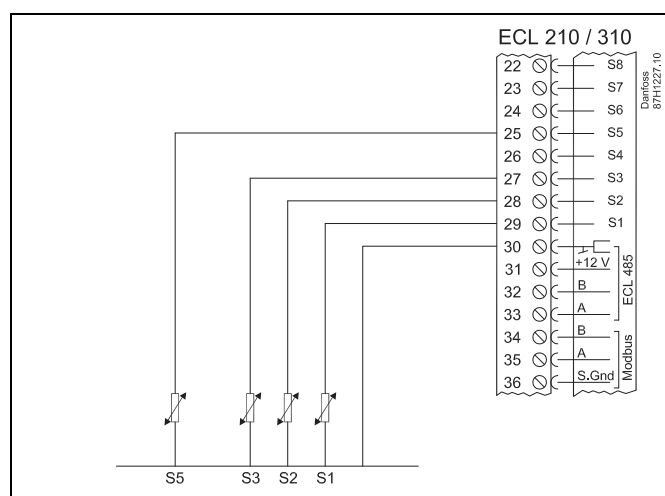 ECL 210 / 310
22 S8
23 S7
24 S6
25 S5
26 S4
27 S3
28 S2
29 S1
30
31 +12 V
32 B
33 A
34 B
35 A
36 S.Gnd
ECL 485
Modbus
Danfoss
87H1227.10
S5 S3 S2 S1